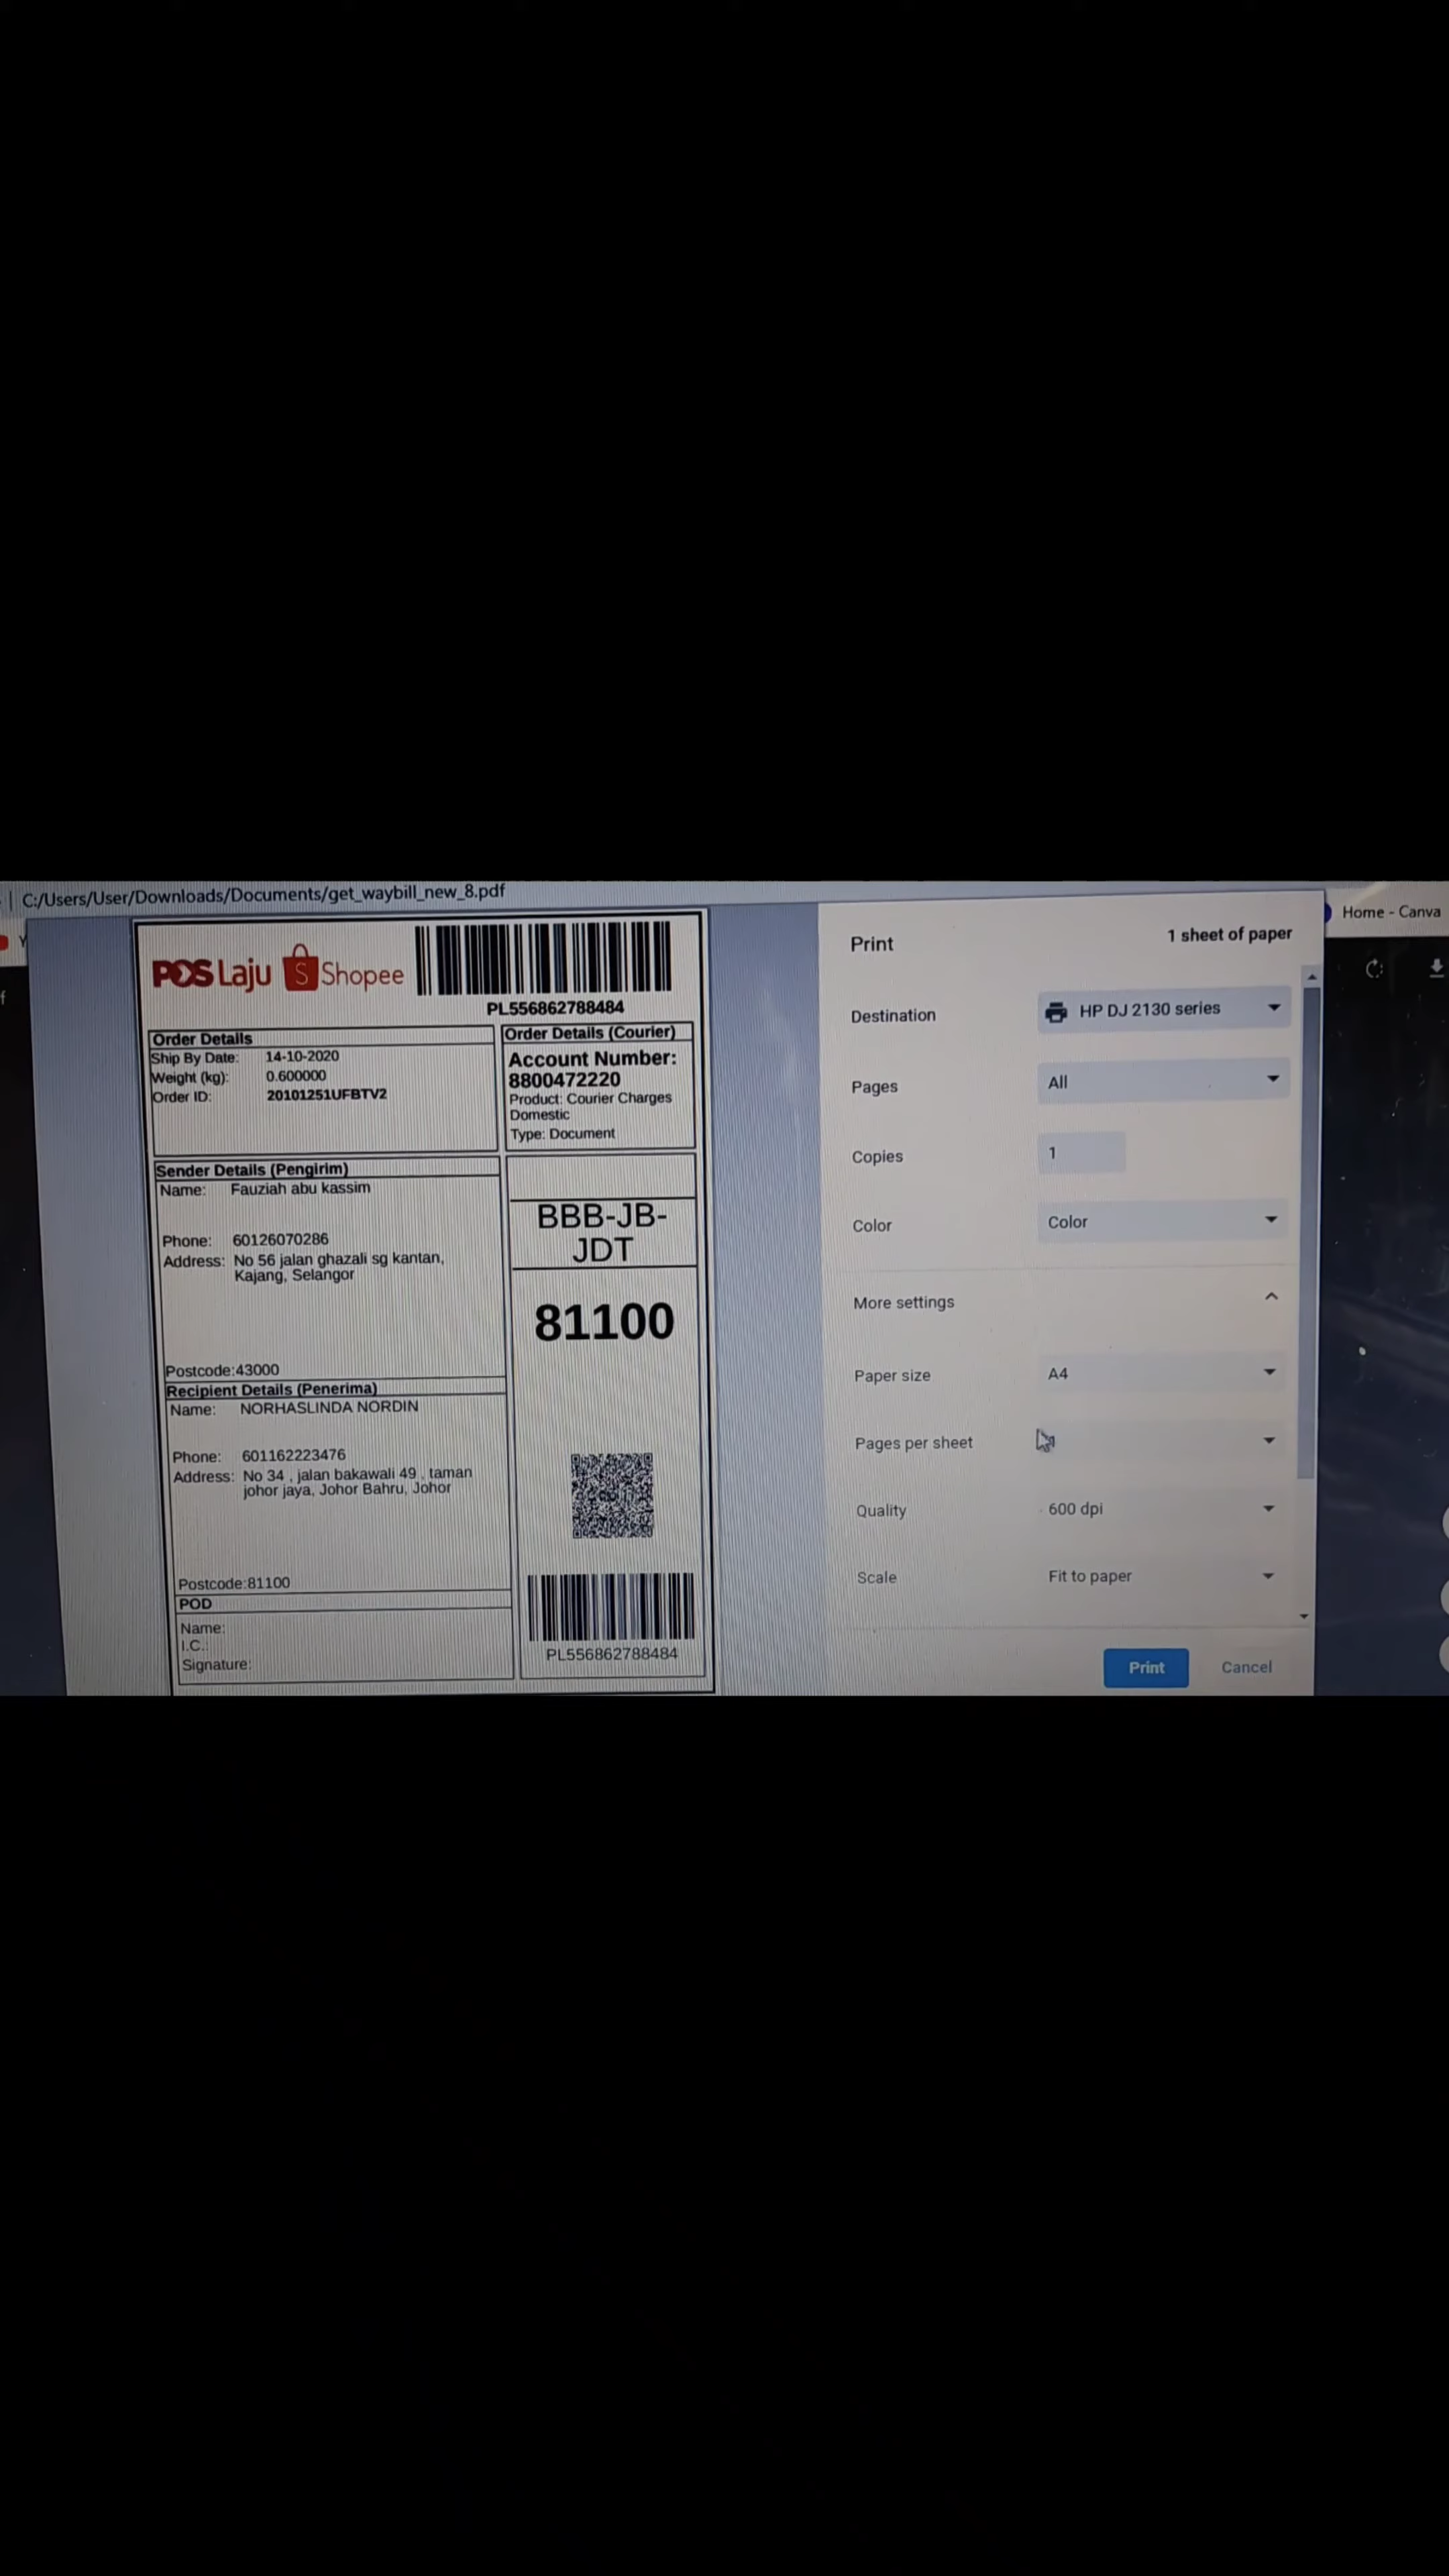 C:/Users/User/Downloads/Documents/get_waybill_new_8.pdf
Home - Canva
POS Laju Shopee
PL556862788484
Order Details
Ship By Date: 14-10-2020
Weight (kg): 0.600000
Order ID: 20101251UFBTV2
Order Details (Courier)
Account Number:
8800472220
Product: Courier Charges
Domestic
Type: Document
Sender Details (Pengirim)
Name: Fauziah abu kassim
Phone: 60126070286
Address: No 56 jalan ghazali sg kantan,
Kajang, Selangor
Postcode:43000
BBB-JB-
JDT
81100
Recipient Details (Penerima)
Name: NORHASLINDA NORDIN
Phone: 601162223476
Address: No 34 , jalan bakawali 49 , taman
johor jaya, Johor Bahru, Johor
Postcode:81100
POD
Name:
I.C.:
Signature:
PL556862788484
Print
1 sheet of paper
Destination HP DJ 2130 series
Pages All
Copies 1
Color Color
More settings
Paper size A4
Pages per sheet
Quality 600 dpi
Scale Fit to paper
Print Cancel